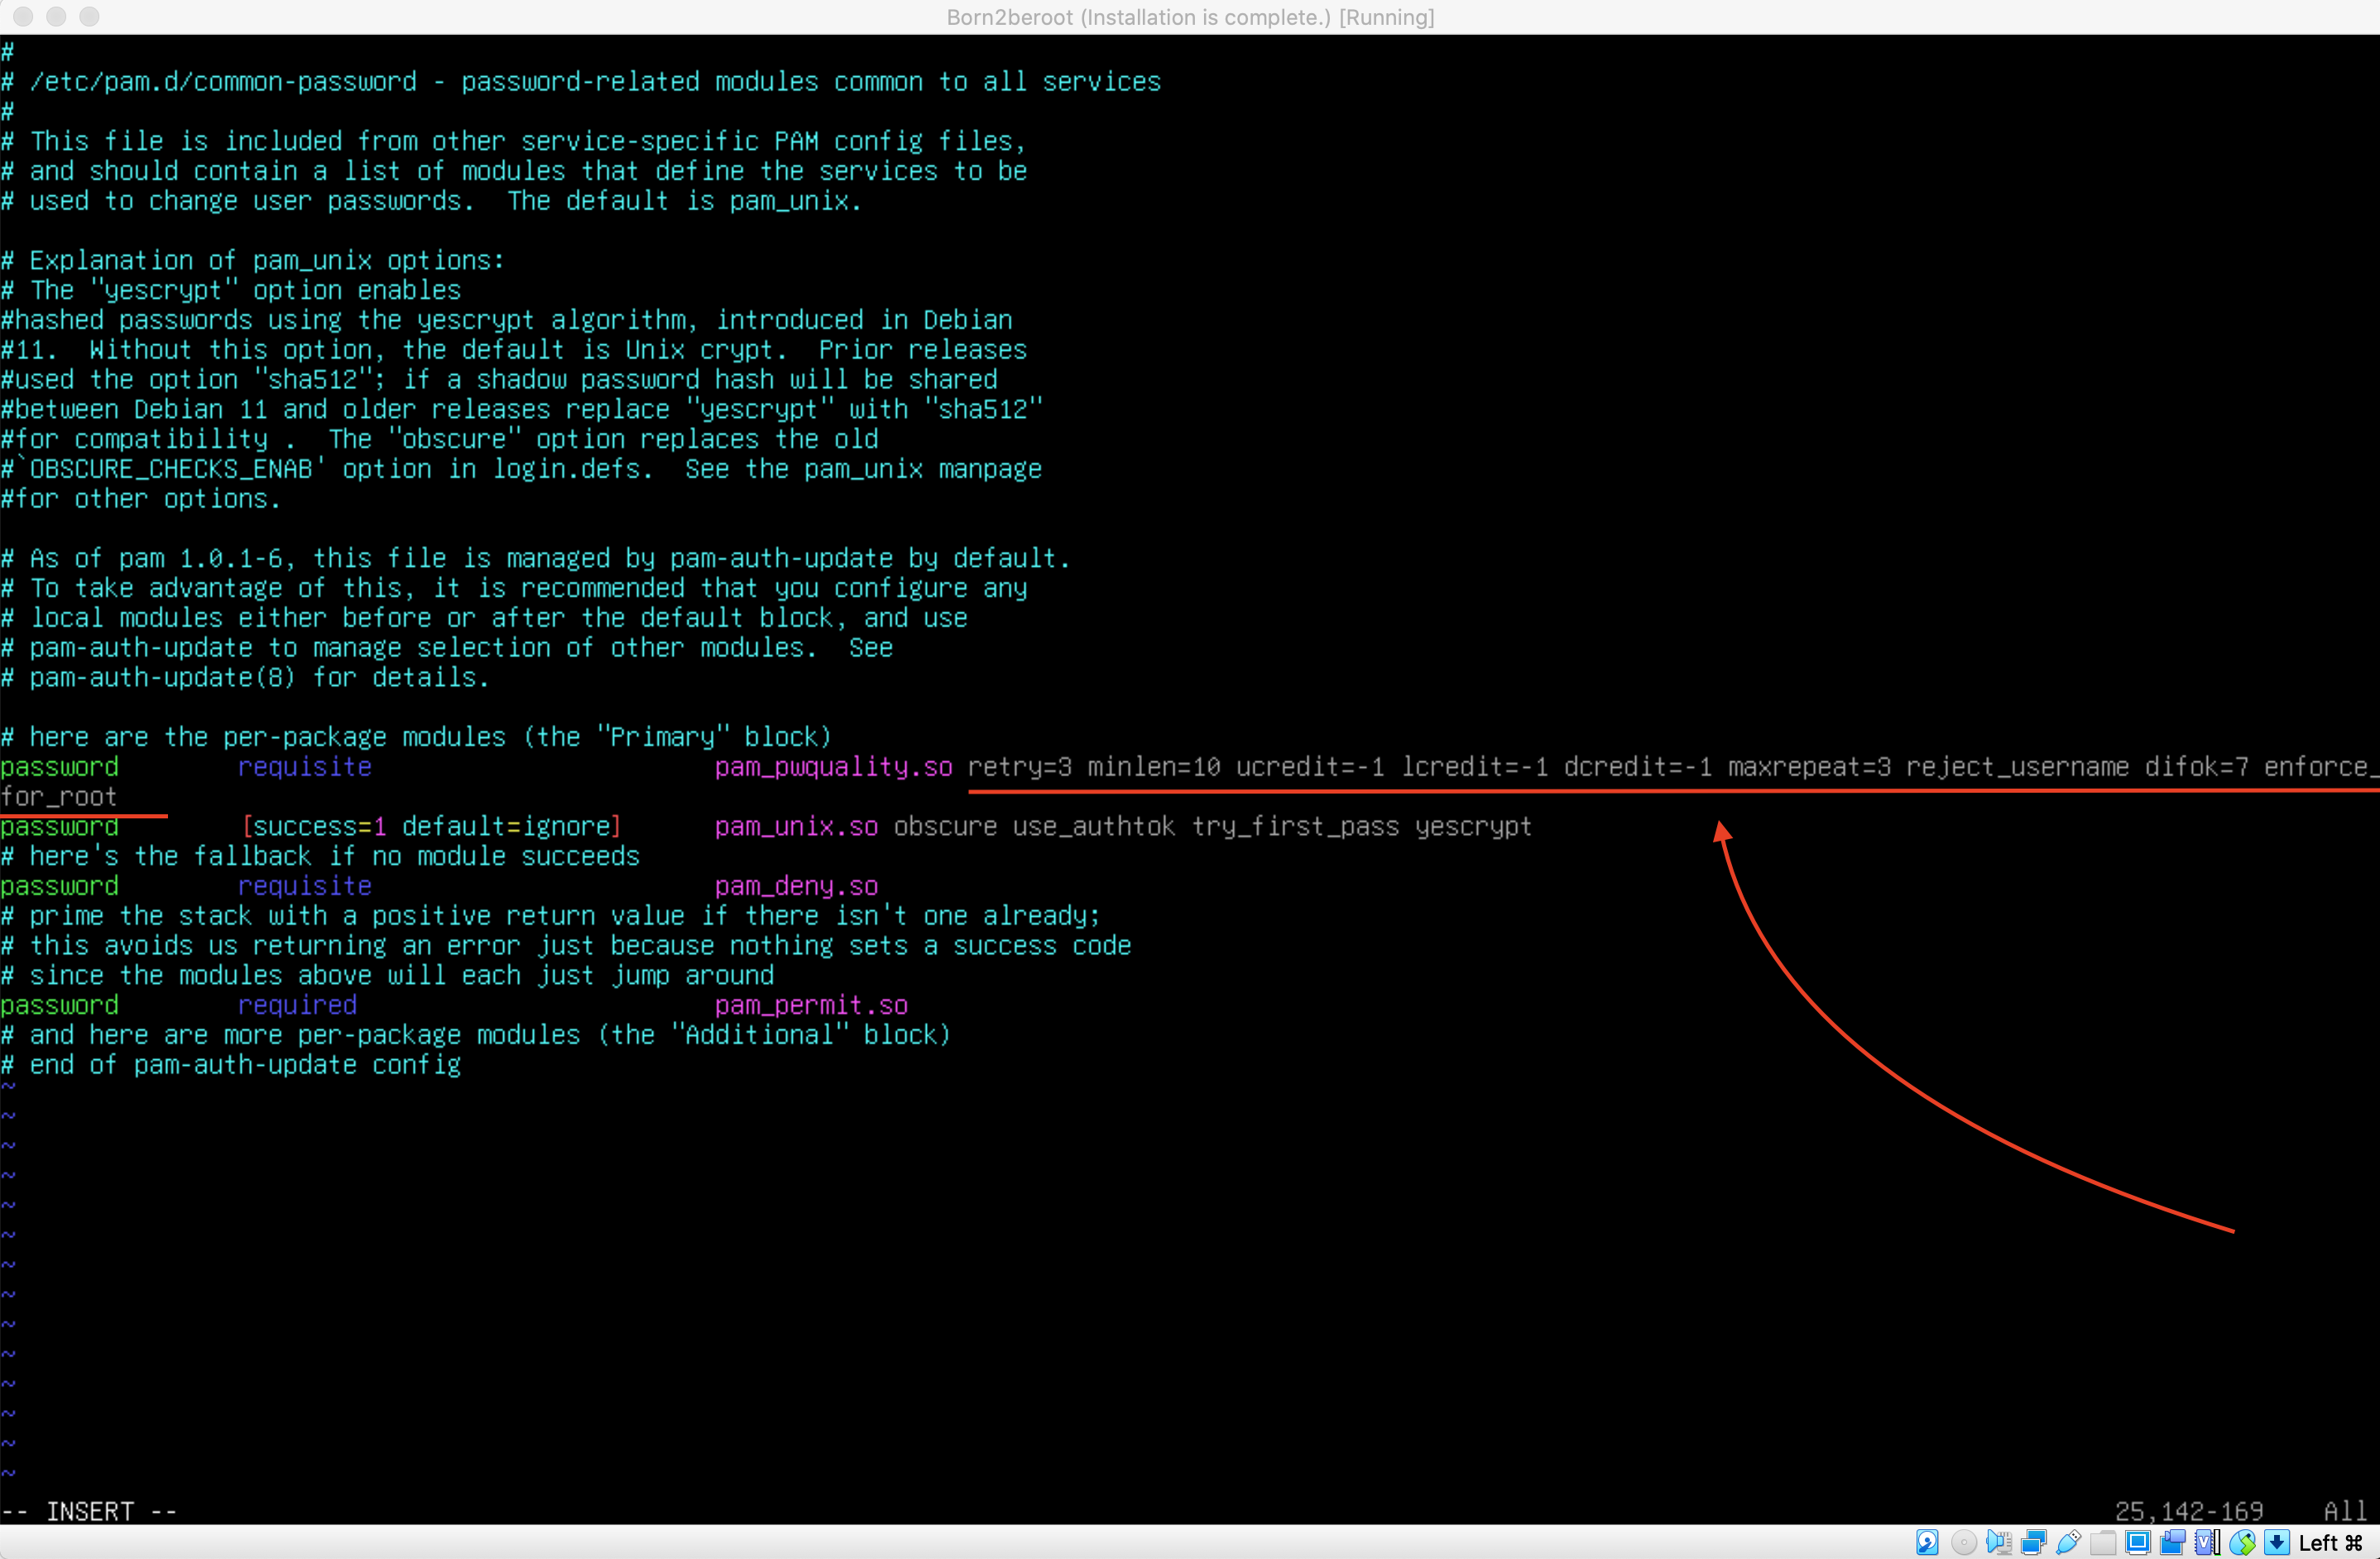 Born2beroot (Installation is complete.) [Running]
#
# /etc/pam.d/common-password - password-related modules common to all services
#
# This file is included from other service-specific PAM config files,
# and should contain a list of modules that define the services to be
# used to change user passwords.  The default is pam_unix.
# Explanation of pam_unix options:
# The "yescrypt" option enables
#hashed passwords using the yescrypt algorithm, introduced in Debian
#11.  Without this option, the default is Unix crypt.  Prior releases
#used the option "sha512"; if a shadow password hash will be shared
#between Debian 11 and older releases replace "yescrypt" with "sha512"
#for compatibility .  The "obscure" option replaces the old
#`OBSCURE_CHECKS_ENAB' option in login.defs.  See the pam_unix manpage
#for other options.
# As of pam 1.0.1-6, this file is managed by pam-auth-update by default.
# To take advantage of this, it is recommended that you configure any
# local modules either before or after the default block, and use
# pam-auth-update to manage selection of other modules.  See
# pam-auth-update(8) for details.
# here are the per-package modules (the "Primary" block)
password        requisite                       pam_pwquality.so retry=3 minlen=10 ucredit=-1 lcredit=-1 dcredit=-1 maxrepeat=3 reject_username difok=7 enforce_
for_root
password        [success=1 default=ignore]      pam_unix.so obscure use_authtok try_first_pass yescrypt
# here's the fallback if no module succeeds
password        requisite                       pam_deny.so
# prime the stack with a positive return value if there isn't one already;
# this avoids us returning an error just because nothing sets a success code
# since the modules above will each just jump around
password        required                        pam_permit.so
# and here are more per-package modules (the "Additional" block)
# end of pam-auth-update config
~
~
~
~
~
~
~
~
~
~
~
~
~
~
-- INSERT --                    25,142-169    All
Left ⌘